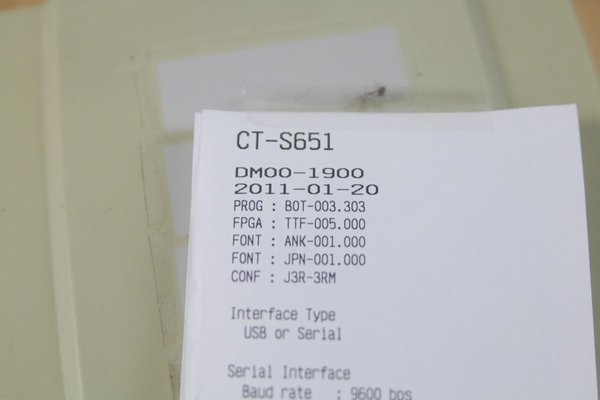 CT-S651
DM00-1900
2011-01-20
PROG : BOT-003.303
FPGA : TTF-005.000
FONT : ANK-001.000
FONT : JPN-001.000
CONF : J3R-3RM
Interface Type
USB or Serial
Serial Interface
Baud rate : 9600 bps